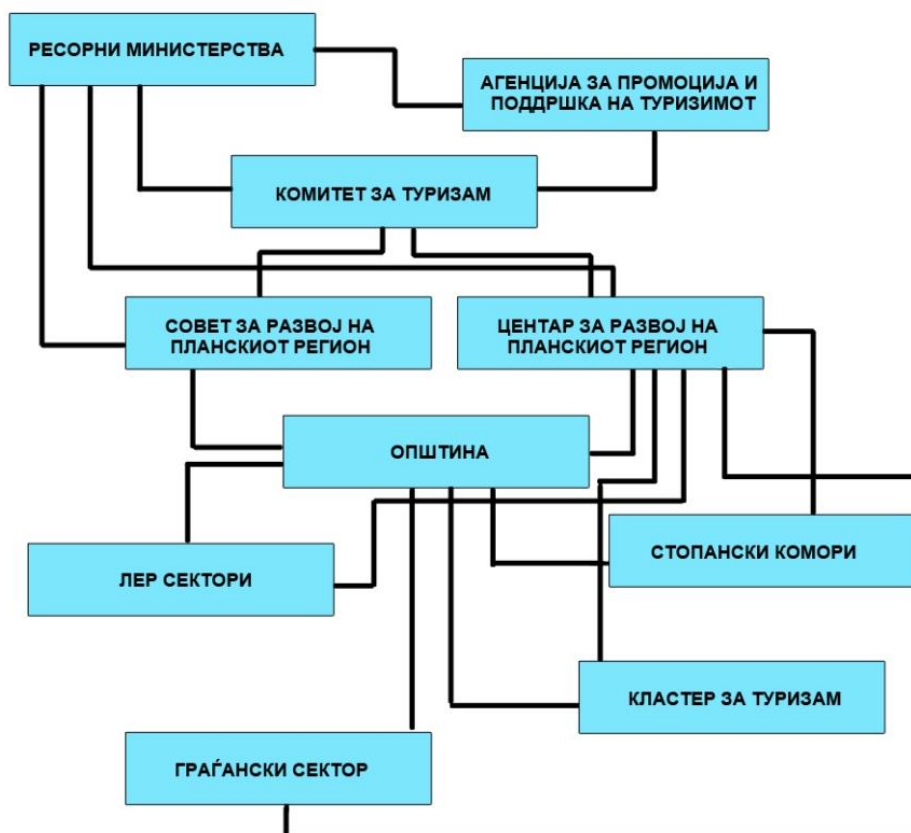 РЕСОРНИ МИНИСТЕРСТВА
АГЕНЦИЈА ЗА ПРОМОЦИЈА И
ПОДДРШКА НА ТУРИЗИМОТ
КОМИТЕТ ЗА ТУРИЗАМ
СОВЕТ ЗА РАЗВОЈ НА
ПЛАНСКИОТ РЕГИОН
ЦЕНТАР ЗА РАЗВОЈ НА
ПЛАНСКИОТ РЕГИОН
ОПШТИНА
СТОПАНСКИ КОМОРИ
ЛЕР СЕКТОРИ
КЛАСТЕР ЗА ТУРИЗАМ
ГРАЃАНСКИ СЕКТОР